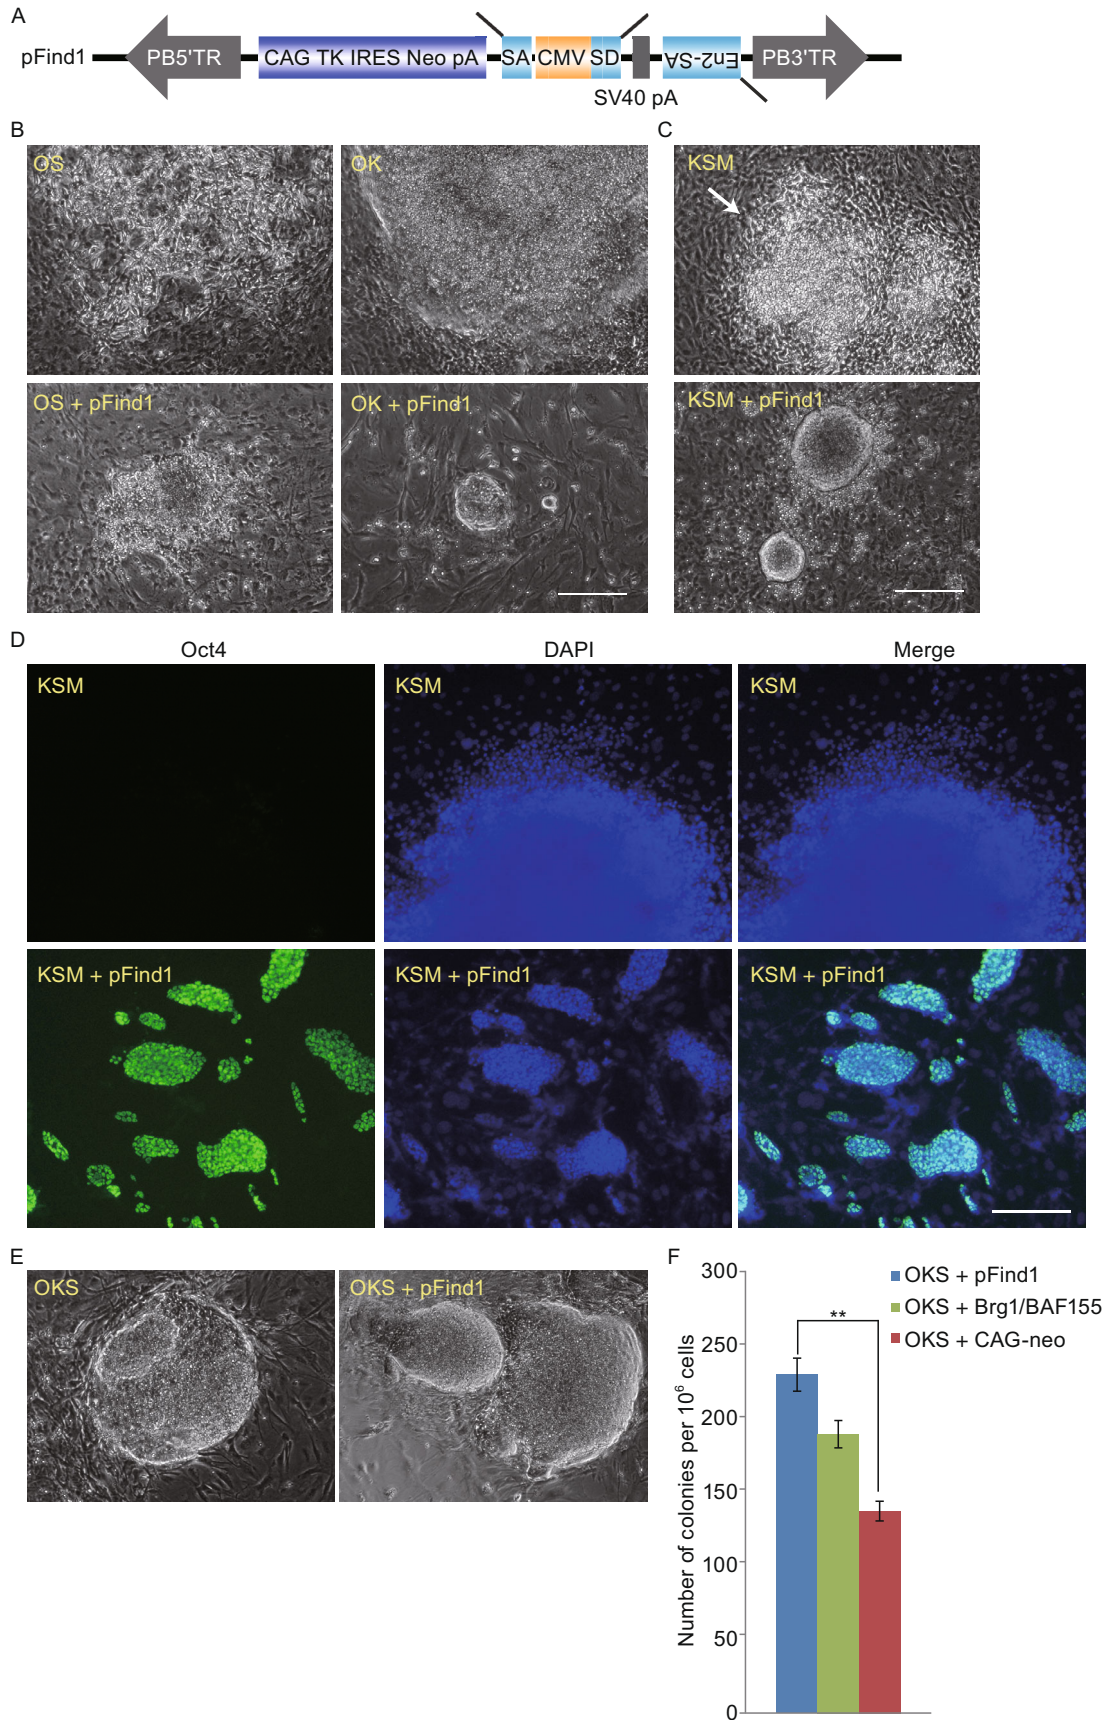 A
pFind1
PB5'TR
CAG TK IRES Neo pA
SA
CMV
SD
SV40 pA
En2-SA
PB3'TR
B
OS
OK
OS + pFind1
OK + pFind1
C
KSM
KSM + pFind1
D
Oct4
DAPI
Merge
KSM
KSM
KSM
KSM + pFind1
KSM + pFind1
KSM + pFind1
E
OKS
OKS + pFind1
F
Number of colonies per 10⁶ cells
300
250
200
150
100
50
0
**
OKS + pFind1
OKS + Brg1/BAF155
OKS + CAG-neo